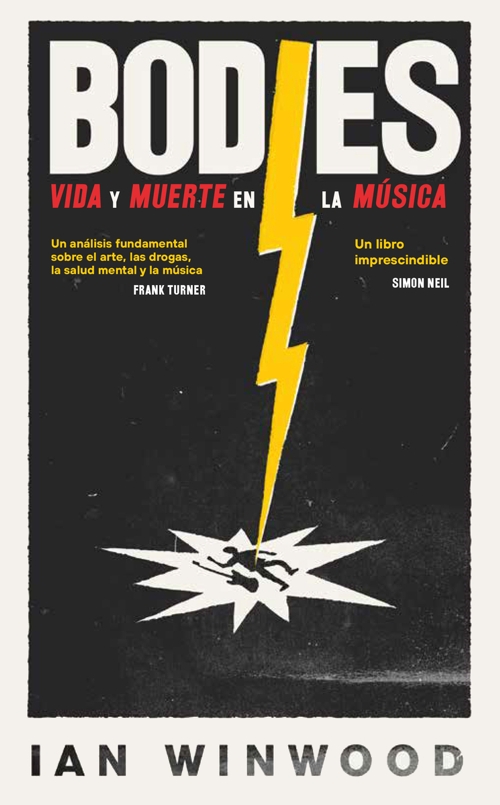 BODIES
VIDA Y MUERTE EN LA MÚSICA
Un análisis fundamental
sobre el arte, las drogas,
la salud mental y la música
FRANK TURNER
Un libro
imprescindible
SIMON NEIL
IAN WINWOOD